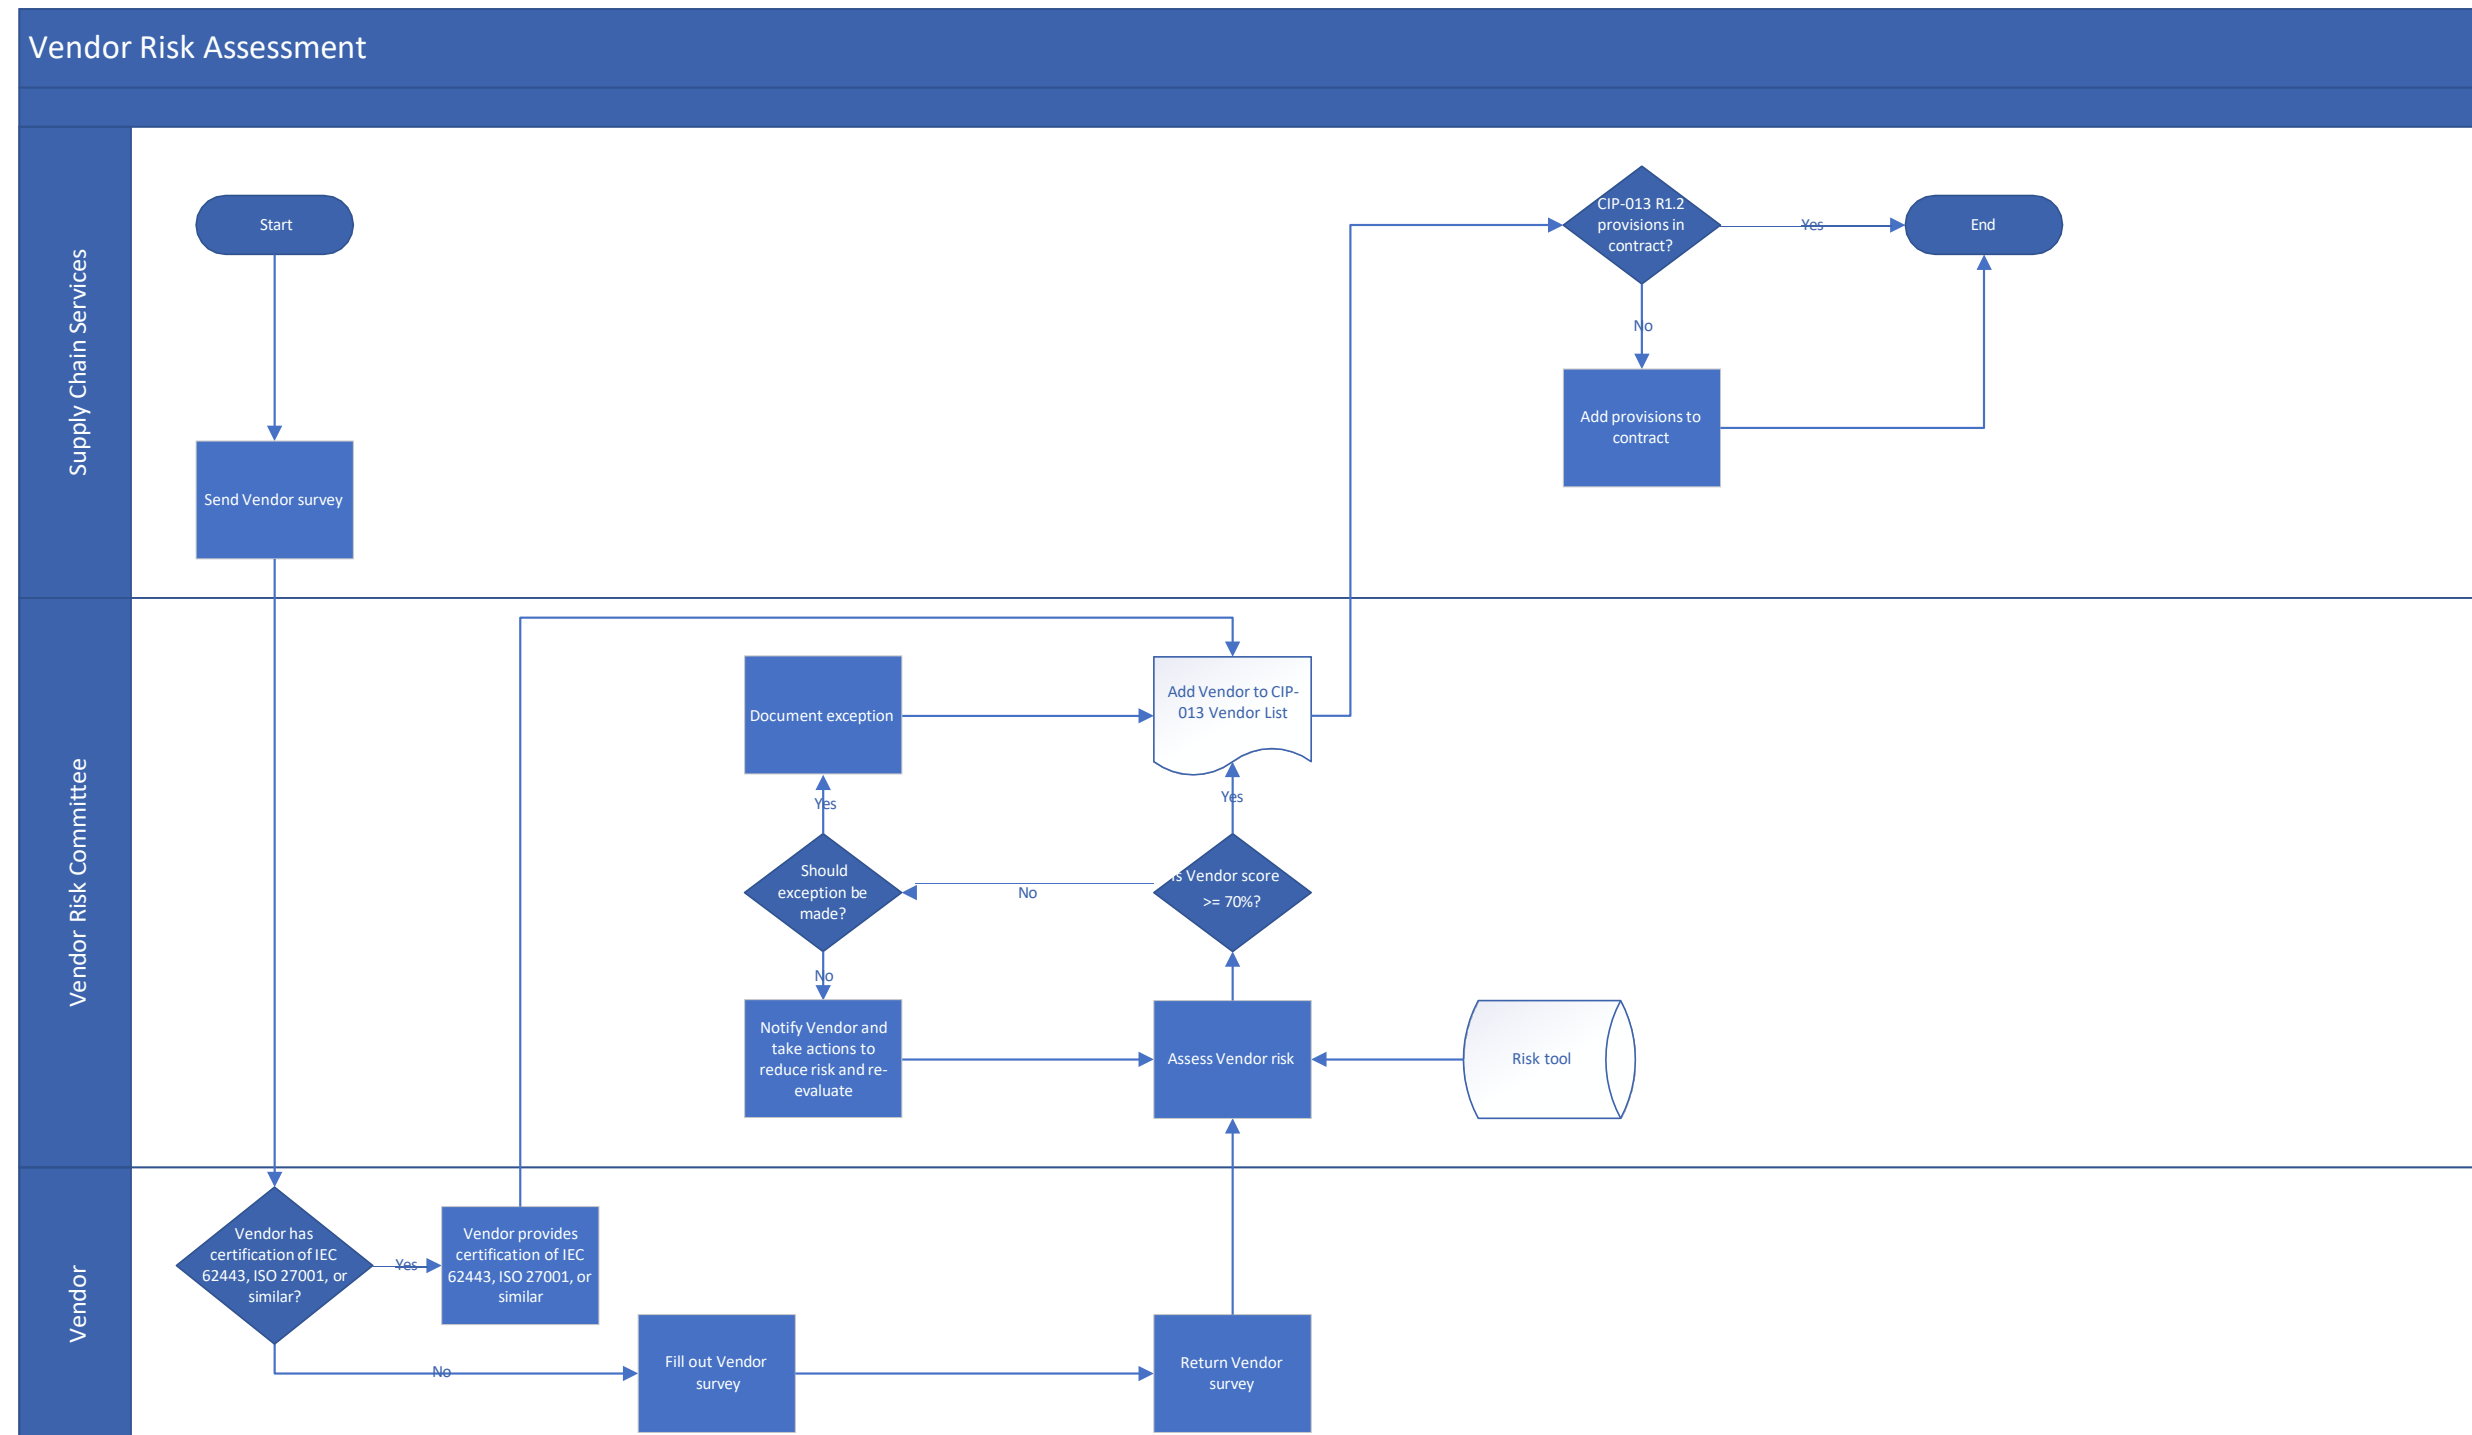 Vendor Risk Assessment
Supply Chain Services
Start
CIP-013 R1.2
provisions in
contract?
Yes
End
No
Add provisions to
contract
Send Vendor survey
Vendor Risk Committee
Document exception
Add Vendor to CIP-
013 Vendor List
Yes
Yes
Should
exception be
made?
No
Is Vendor score
>= 70%?
No
Notify Vendor and
take actions to
reduce risk and re-
evaluate
Assess Vendor risk
Risk tool
Vendor
Vendor has
certification of IEC
62443, ISO 27001, or
similar?
Yes
Vendor provides
certification of IEC
62443, ISO 27001, or
similar
No
Fill out Vendor
survey
Return Vendor
survey